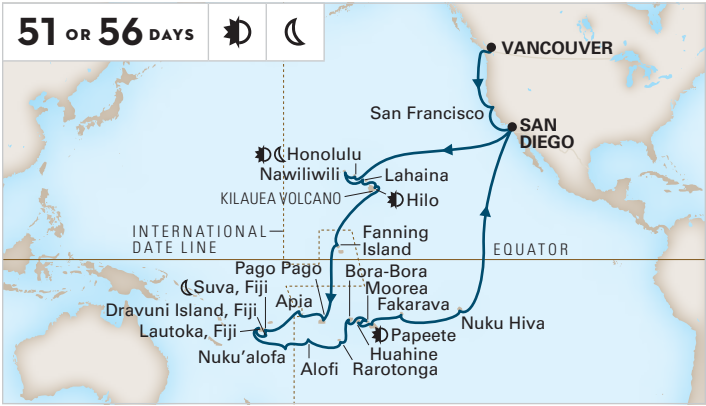 51 OR 56 DAYS
VANCOUVER
San Francisco
SAN
DIEGO
Honolulu
Nawiliwili
Lahaina
KILAUEA VOLCANO
Hilo
INTERNATIONAL
DATE LINE
Fanning
Island
EQUATOR
Pago Pago
Bora-Bora
Suva, Fiji
Moorea
Apia
Fakarava
Dravuni Island, Fiji
Lautoka, Fiji
Nuku Hiva
Papeete
Nuku’alofa
Huahine
Alofi
Rarotonga